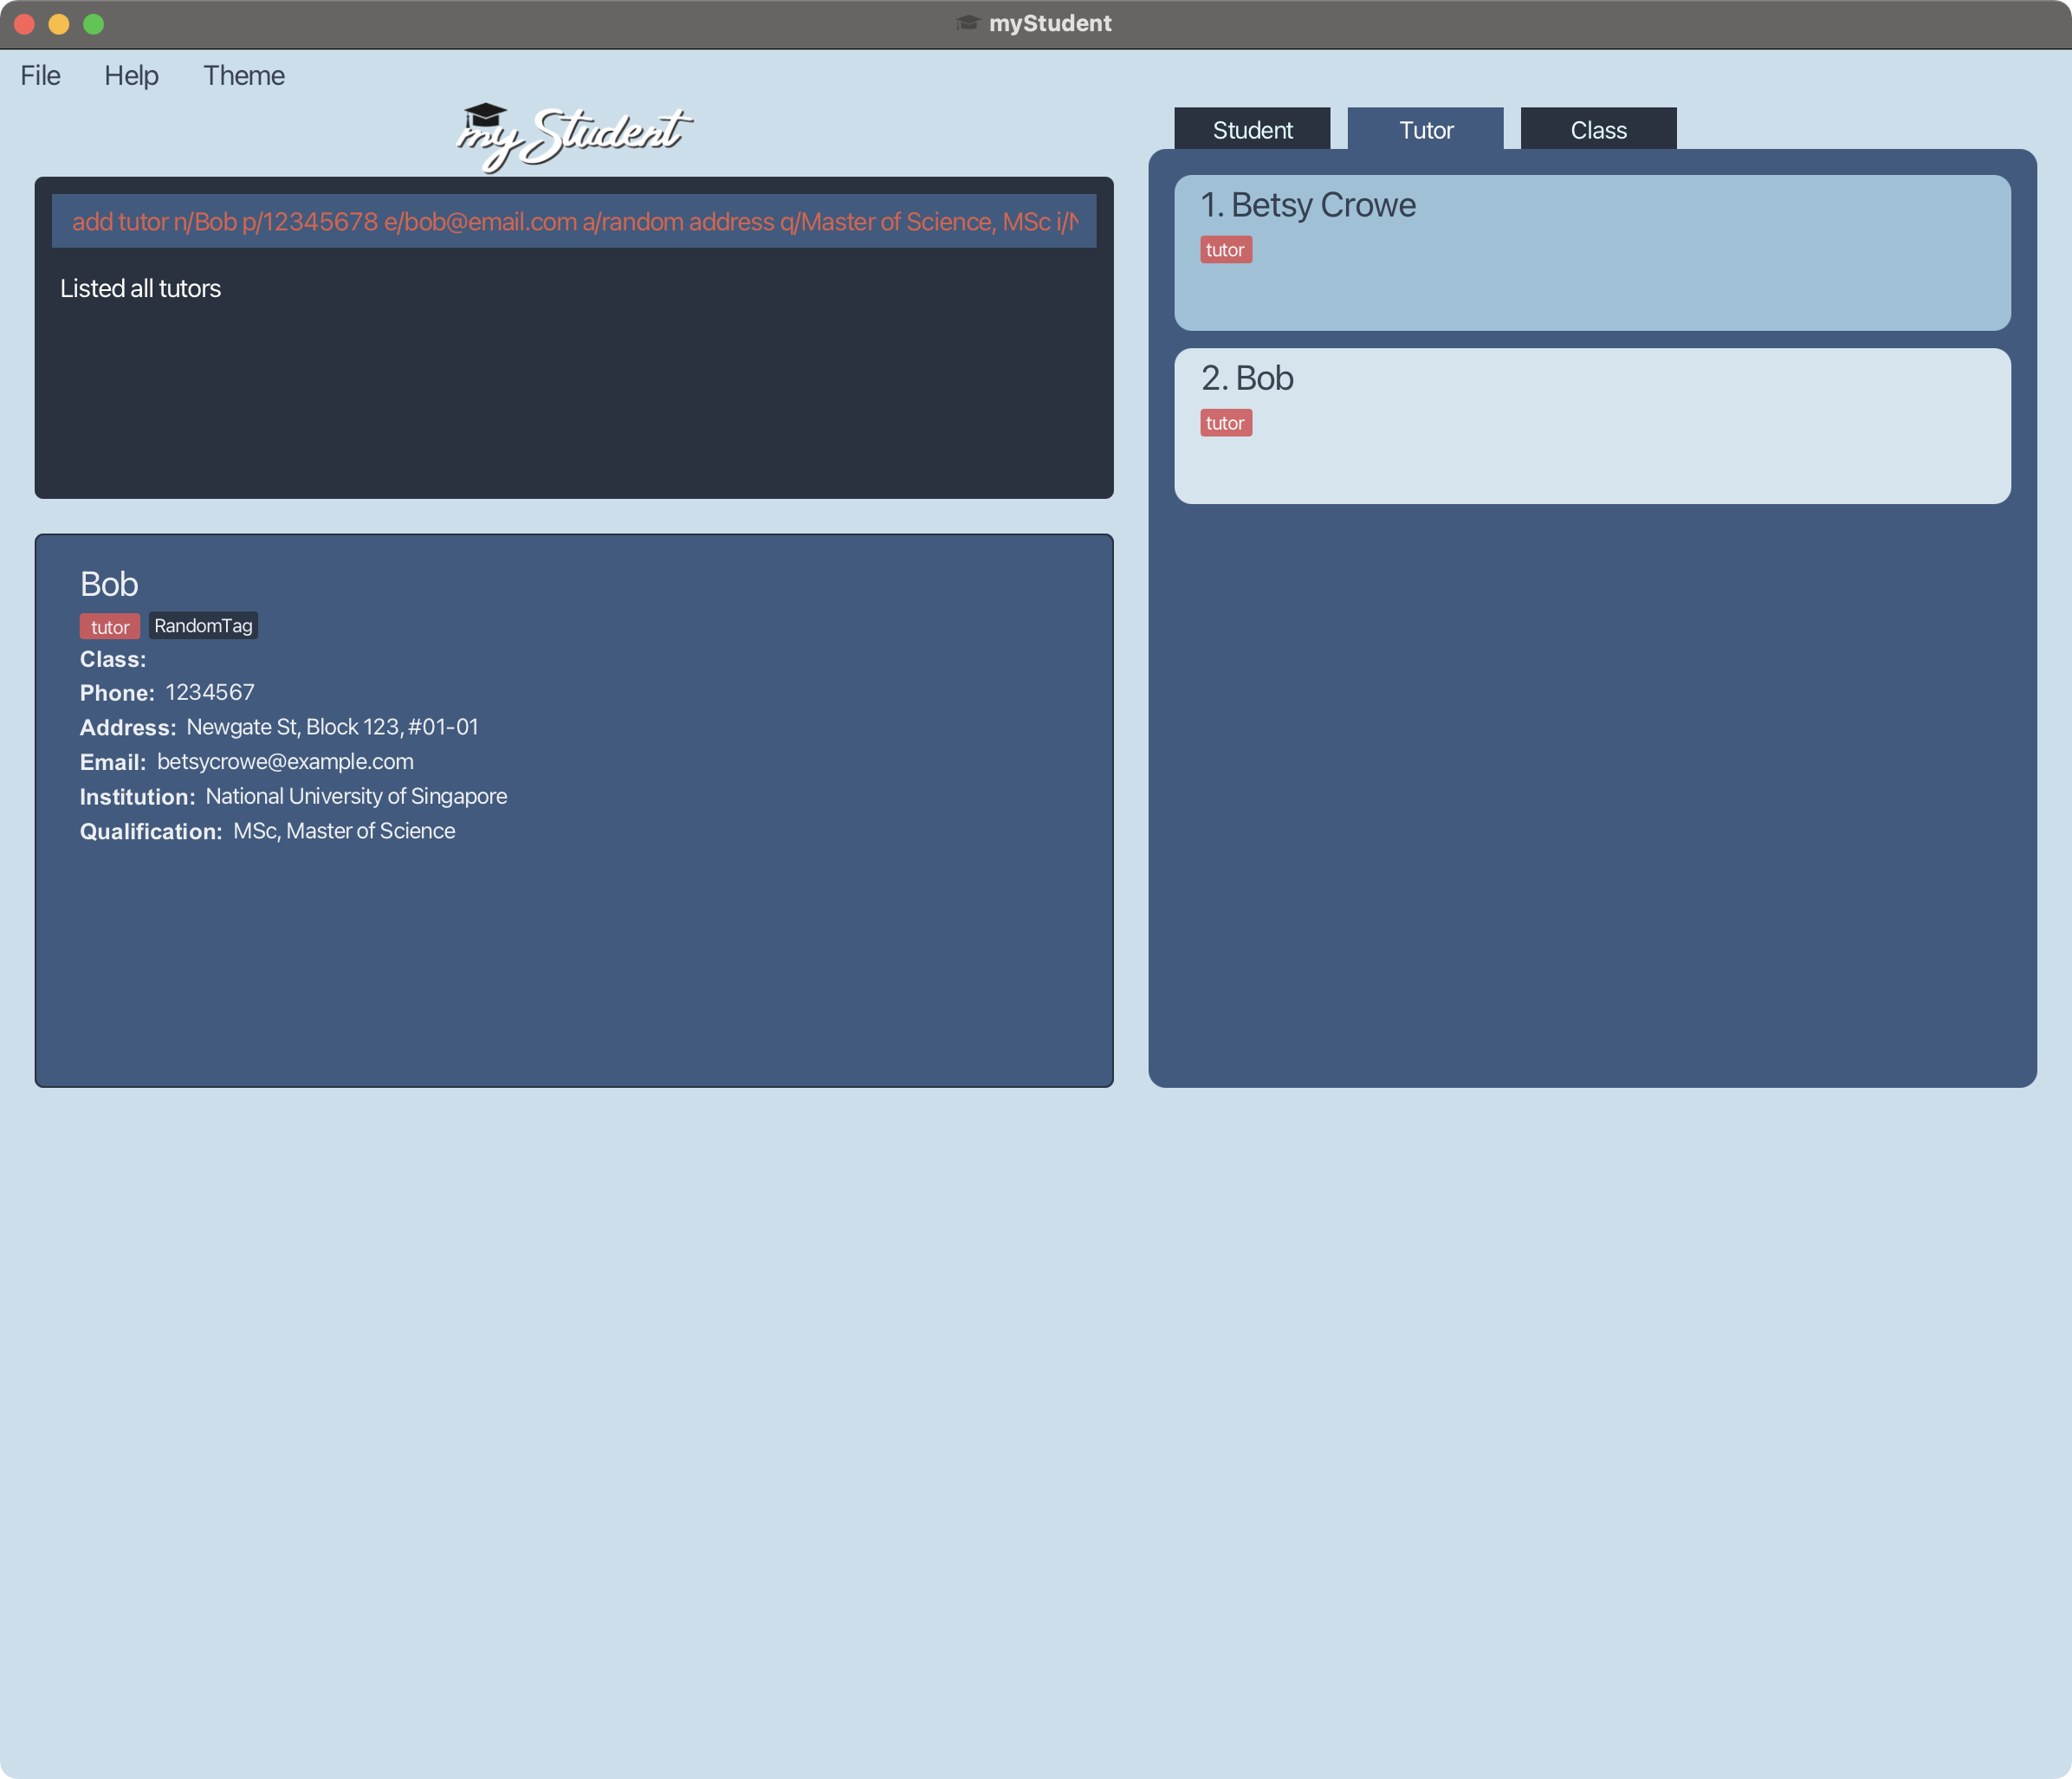 myStudent
File Help Theme
myStudent
add tutor n/Bob p/12345678 e/bob@email.com a/random address q/Master of Science, MSc i/N
Listed all tutors
Bob
tutor RandomTag
Class:
Phone: 1234567
Address: Newgate St, Block 123, #01-01
Email: betsycrowe@example.com
Institution: National University of Singapore
Qualification: MSc, Master of Science
Student Tutor Class
1. Betsy Crowe
tutor
2. Bob
tutor